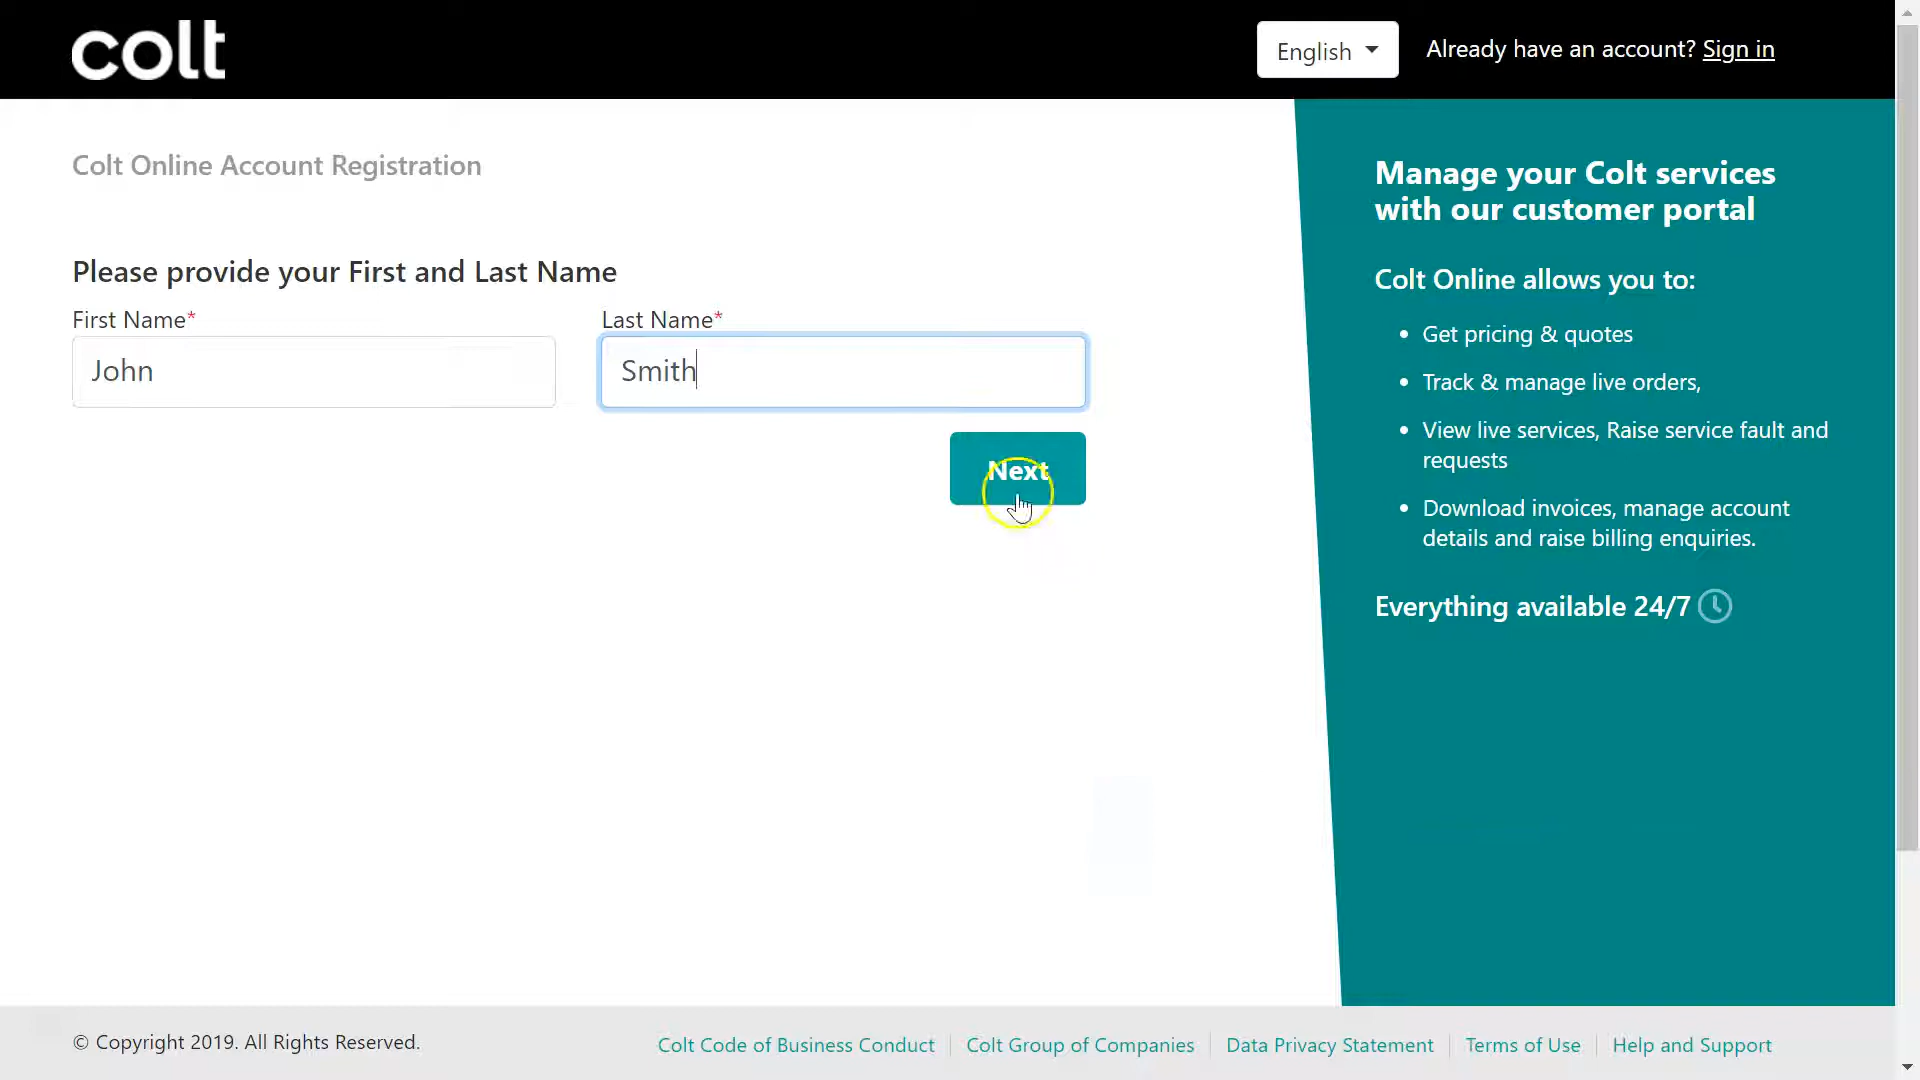 colt
English
Already have an account? Sign in
Colt Online Account Registration
Please provide your First and Last Name
First Name*
Last Name*
John
Smith
Next
Manage your Colt services
with our customer portal
Colt Online allows you to:
• Get pricing & quotes
• Track & manage live orders,
• View live services, Raise service fault and
requests
• Download invoices, manage account
details and raise billing enquiries.
Everything available 24/7
© Copyright 2019. All Rights Reserved.
Colt Code of Business Conduct
Colt Group of Companies
Data Privacy Statement
Terms of Use
Help and Support